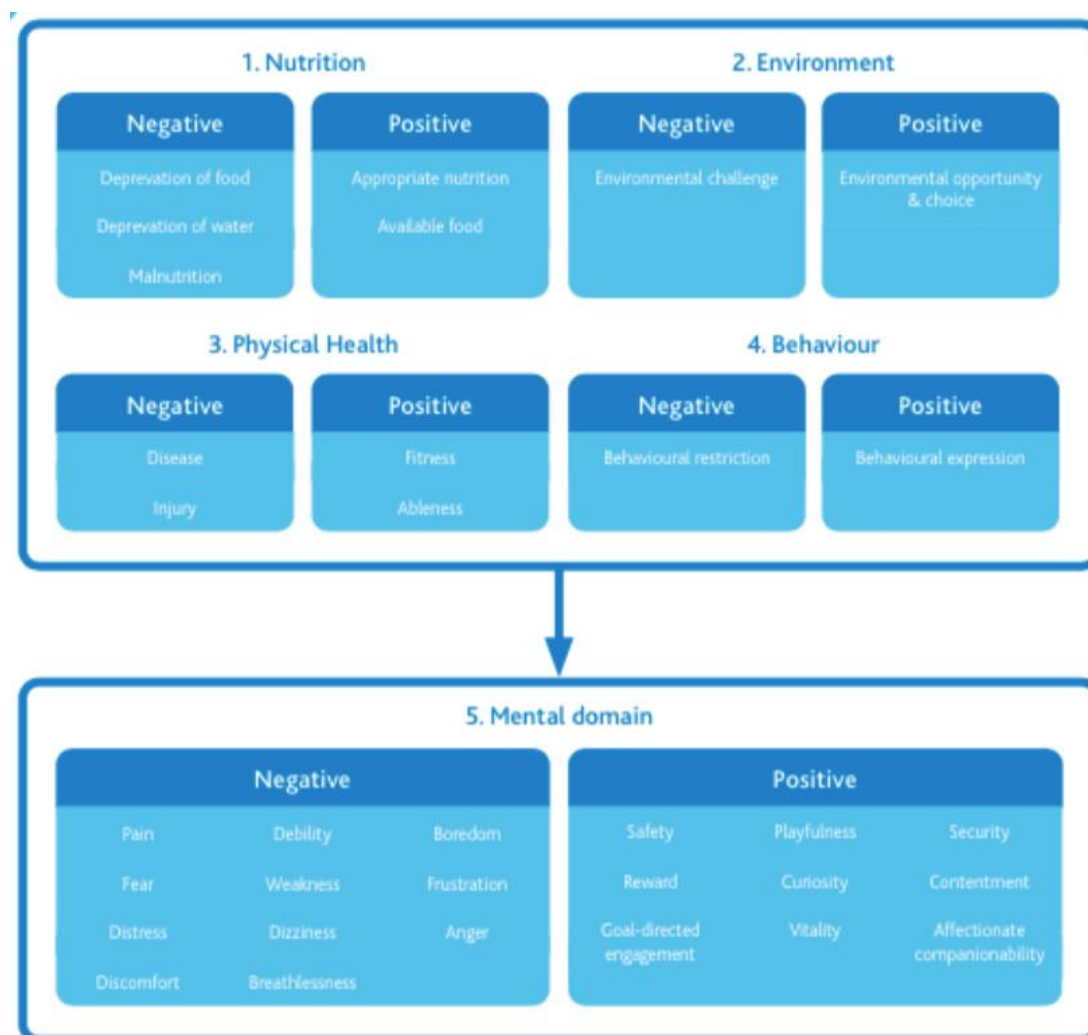 1. Nutrition
Negative
Deprevation of food
Deprevation of water
Malnutrition
Positive
Appropriate nutrition
Available food
2. Environment
Negative
Environmental challenge
Positive
Environmental opportunity
& choice
3. Physical Health
Negative
Disease
Injury
Positive
Fitness
Ableness
4. Behaviour
Negative
Behavioural restriction
Positive
Behavioural expression
5. Mental domain
Negative
Pain
Debility
Boredom
Fear
Weakness
Frustration
Distress
Dizziness
Anger
Discomfort
Breathlessness
Positive
Safety
Playfulness
Security
Reward
Curiosity
Contentment
Goal-directed
engagement
Vitality
Affectionate
companionability